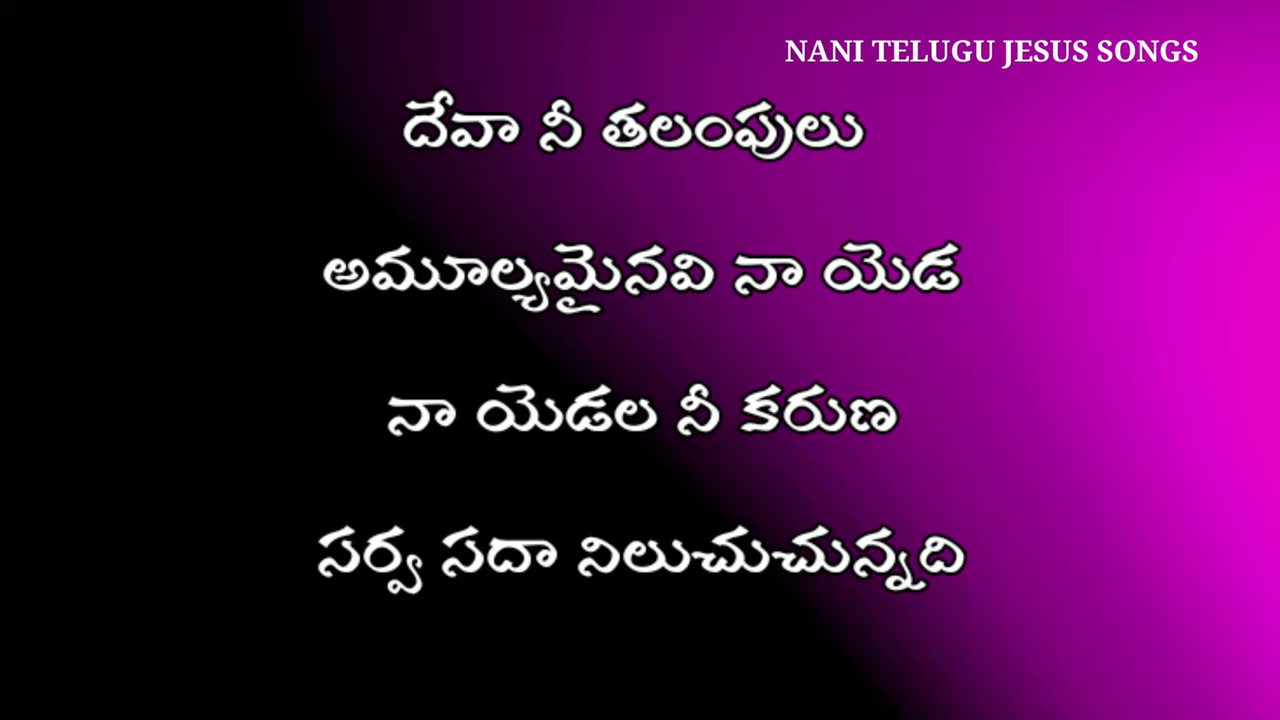 NANI TELUGU JESUS SONGS
దేవా నీ తలంపులు
అమూల్యమైనవి నా యెడ
నా యెడల నీ కరుణ
సర్వ సదా నిలుచుచున్నది